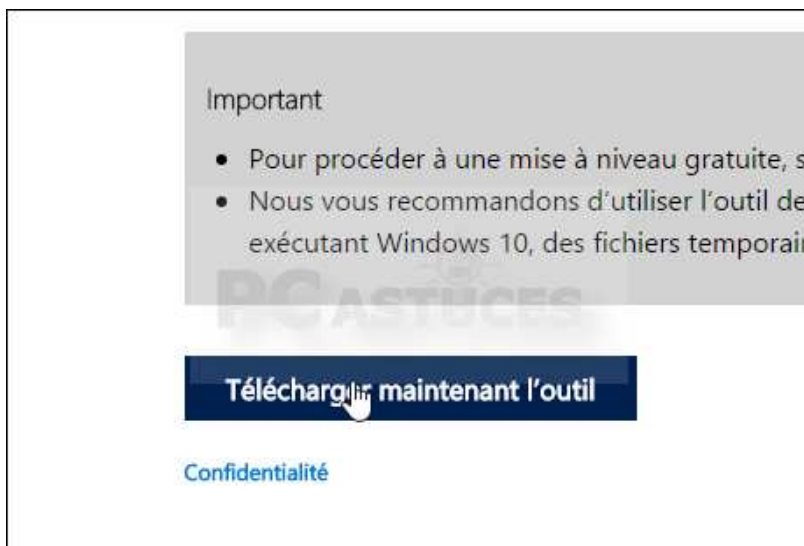 Important
• Pour procéder à une mise à niveau gratuite,
• Nous vous recommandons d'utiliser l'outil de
exécutant Windows 10, des fichiers
PC ASTUCES
Télécharger maintenant l'outil
Confidentialité